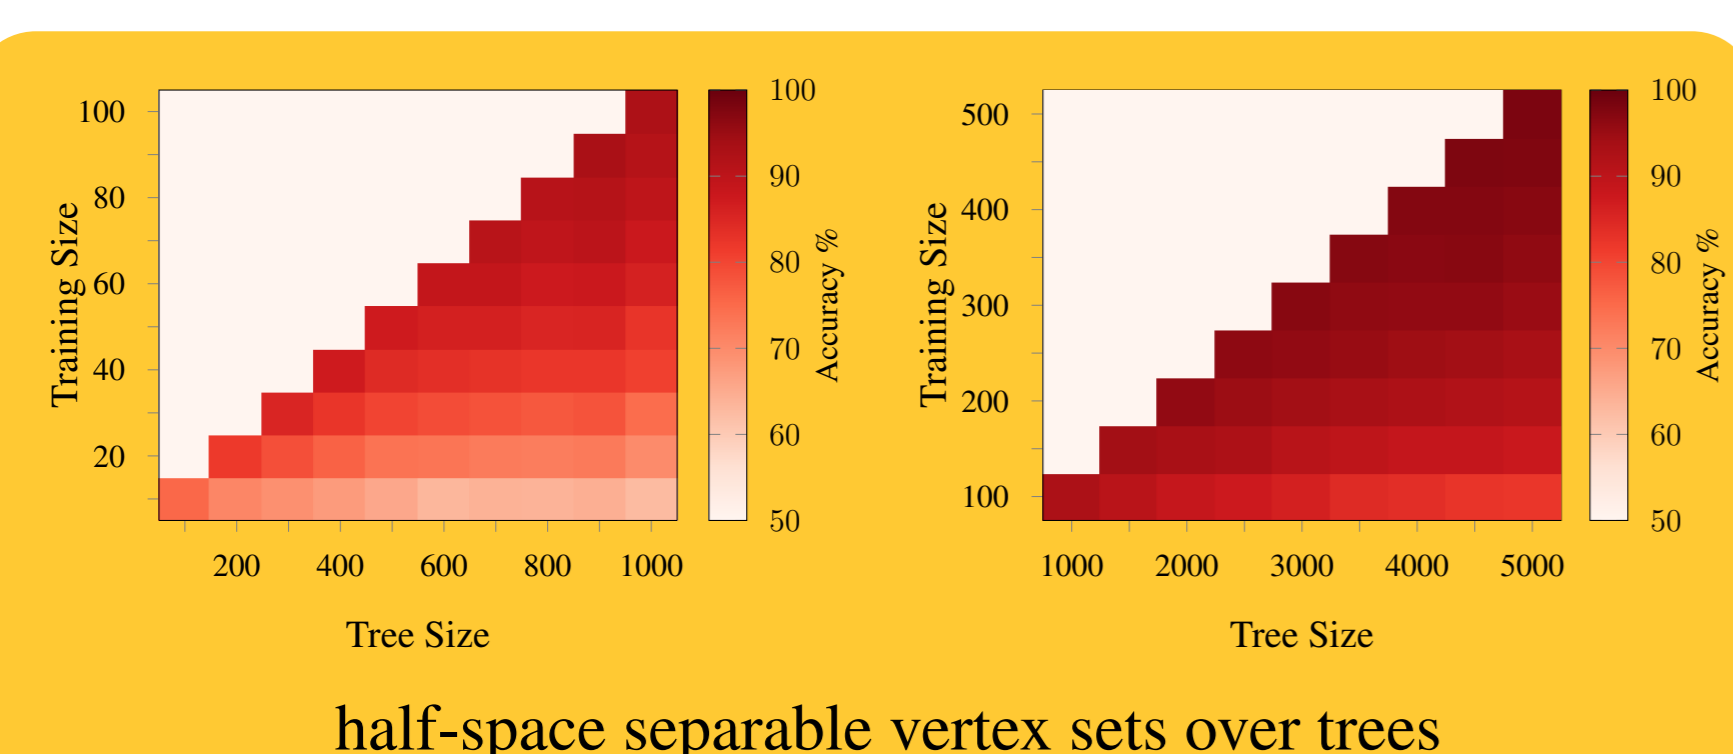 100
80
60
40
20
Training Size
200 400 600 800 1000
Tree Size
100
90
80
70
60
50
Accuracy %
500
400
300
200
100
Training Size
1000 2000 3000 4000 5000
Tree Size
100
90
80
70
60
50
Accuracy %
half-space separable vertex sets over trees